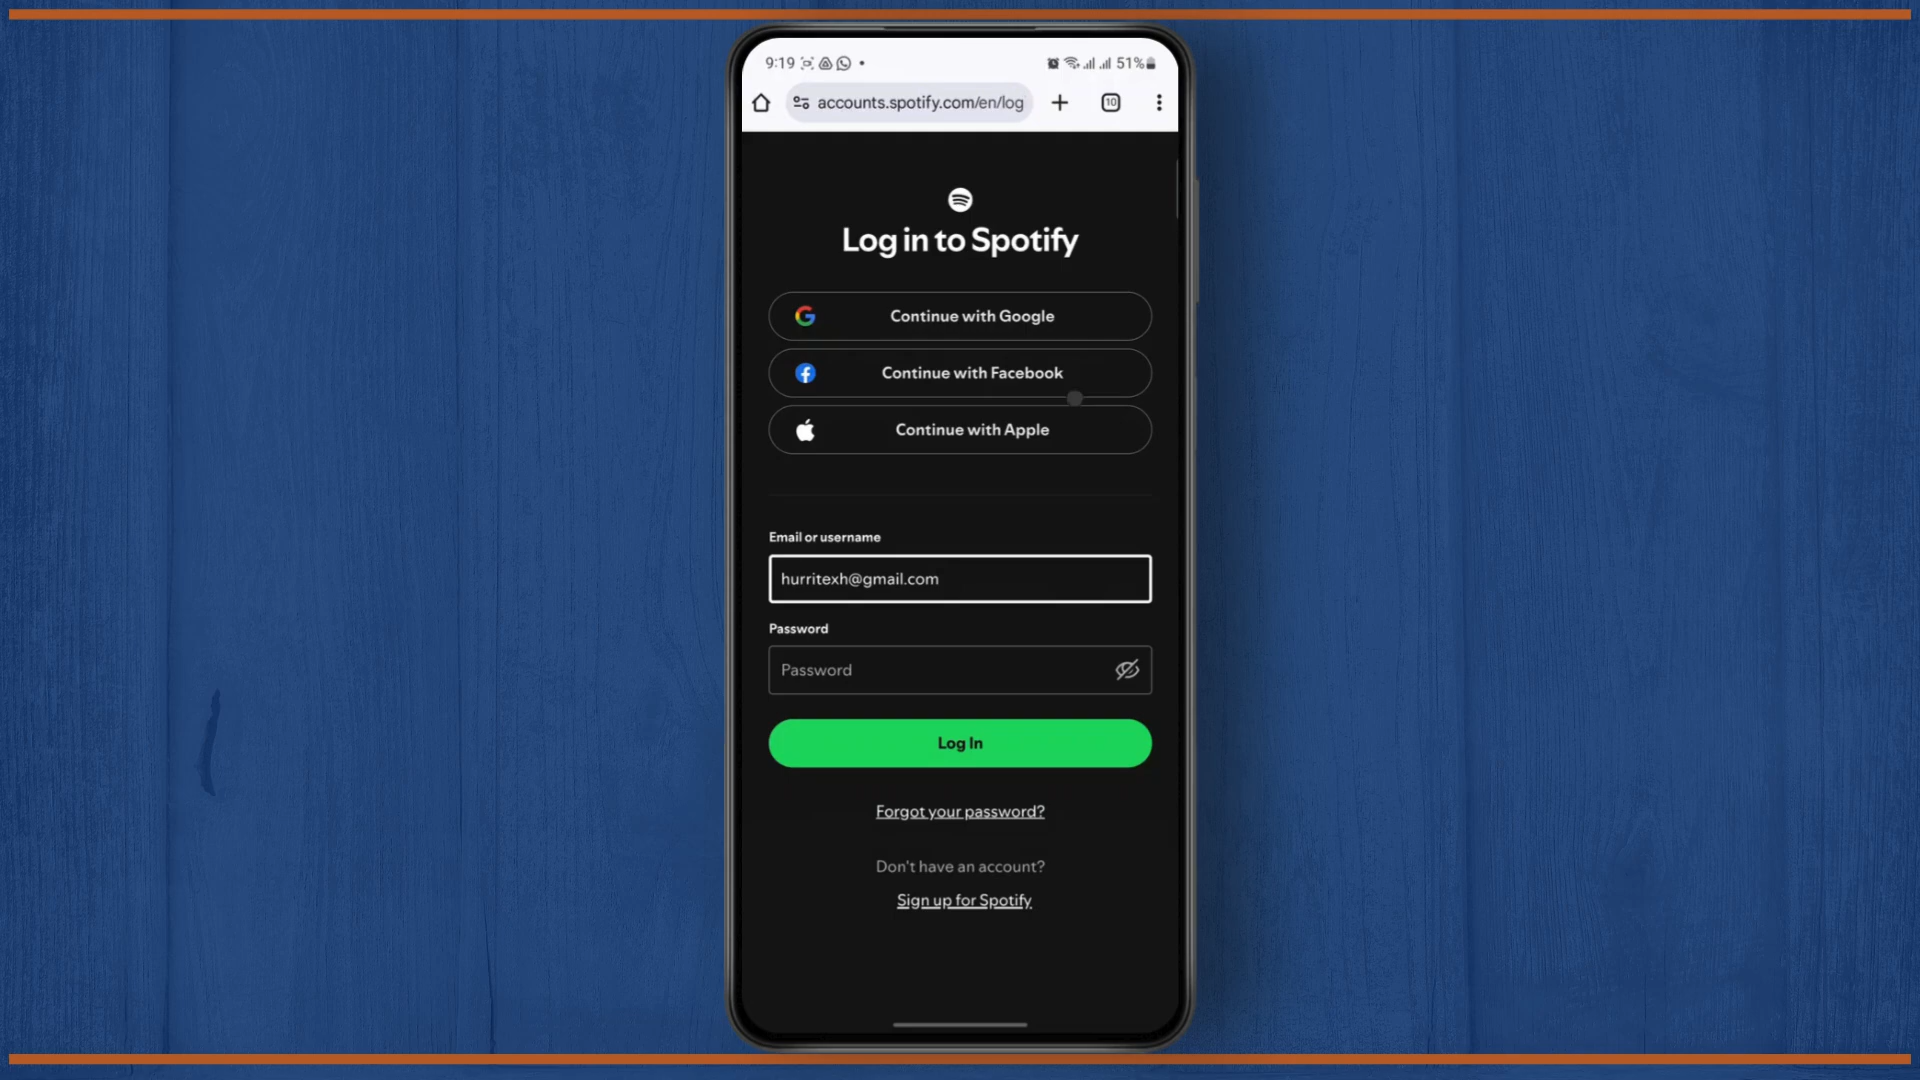 9:19
51%
accounts.spotify.com/en/log
10
Log in to Spotify
Continue with Google
Continue with Facebook
Continue with Apple
Email or username
hurritexh@gmail.com
Password
Password
Log In
Forgot your password?
Don't have an account?
Sign up for Spotify